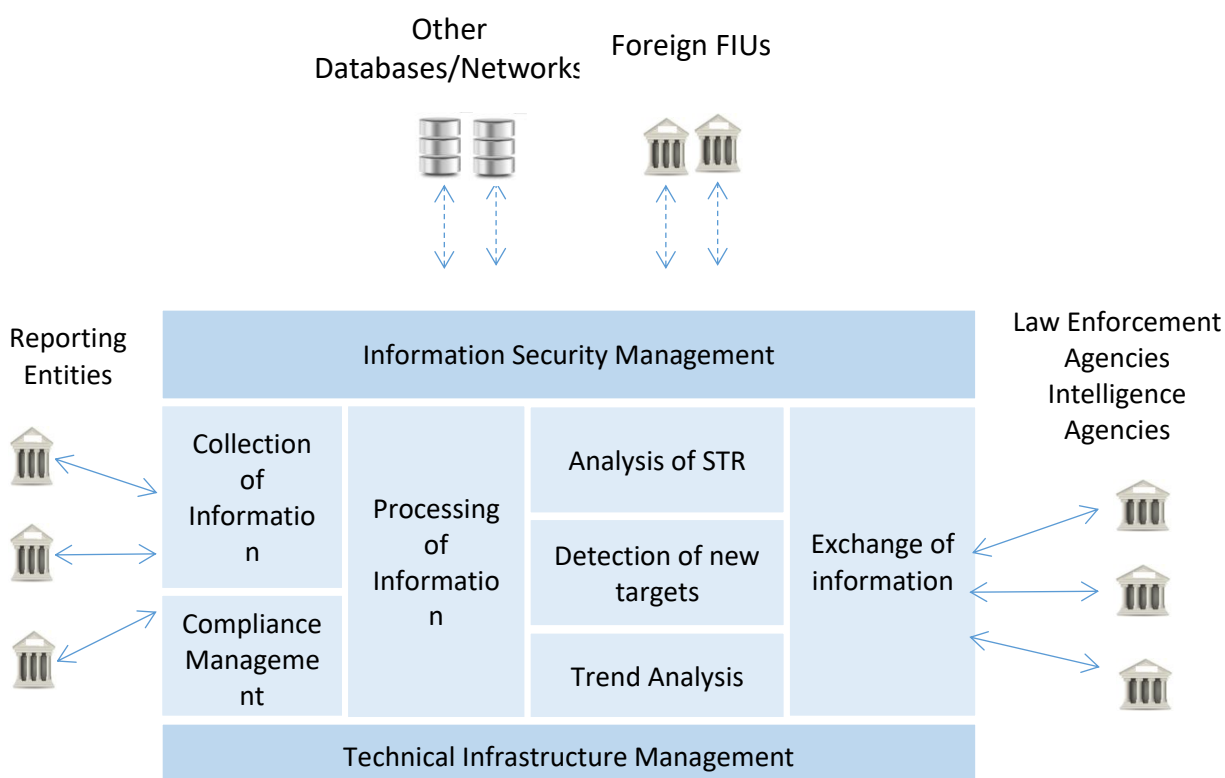 Other
Databases/Networks
Foreign FIUs
Reporting
Entities
Information Security Management
Law Enforcement
Agencies
Intelligence
Agencies
Collection
of
Informatio
n
Compliance
Manageme
nt
Processing
of
Informatio
n
Analysis of STR
Detection of new
targets
Trend Analysis
Exchange of
information
Technical Infrastructure Management